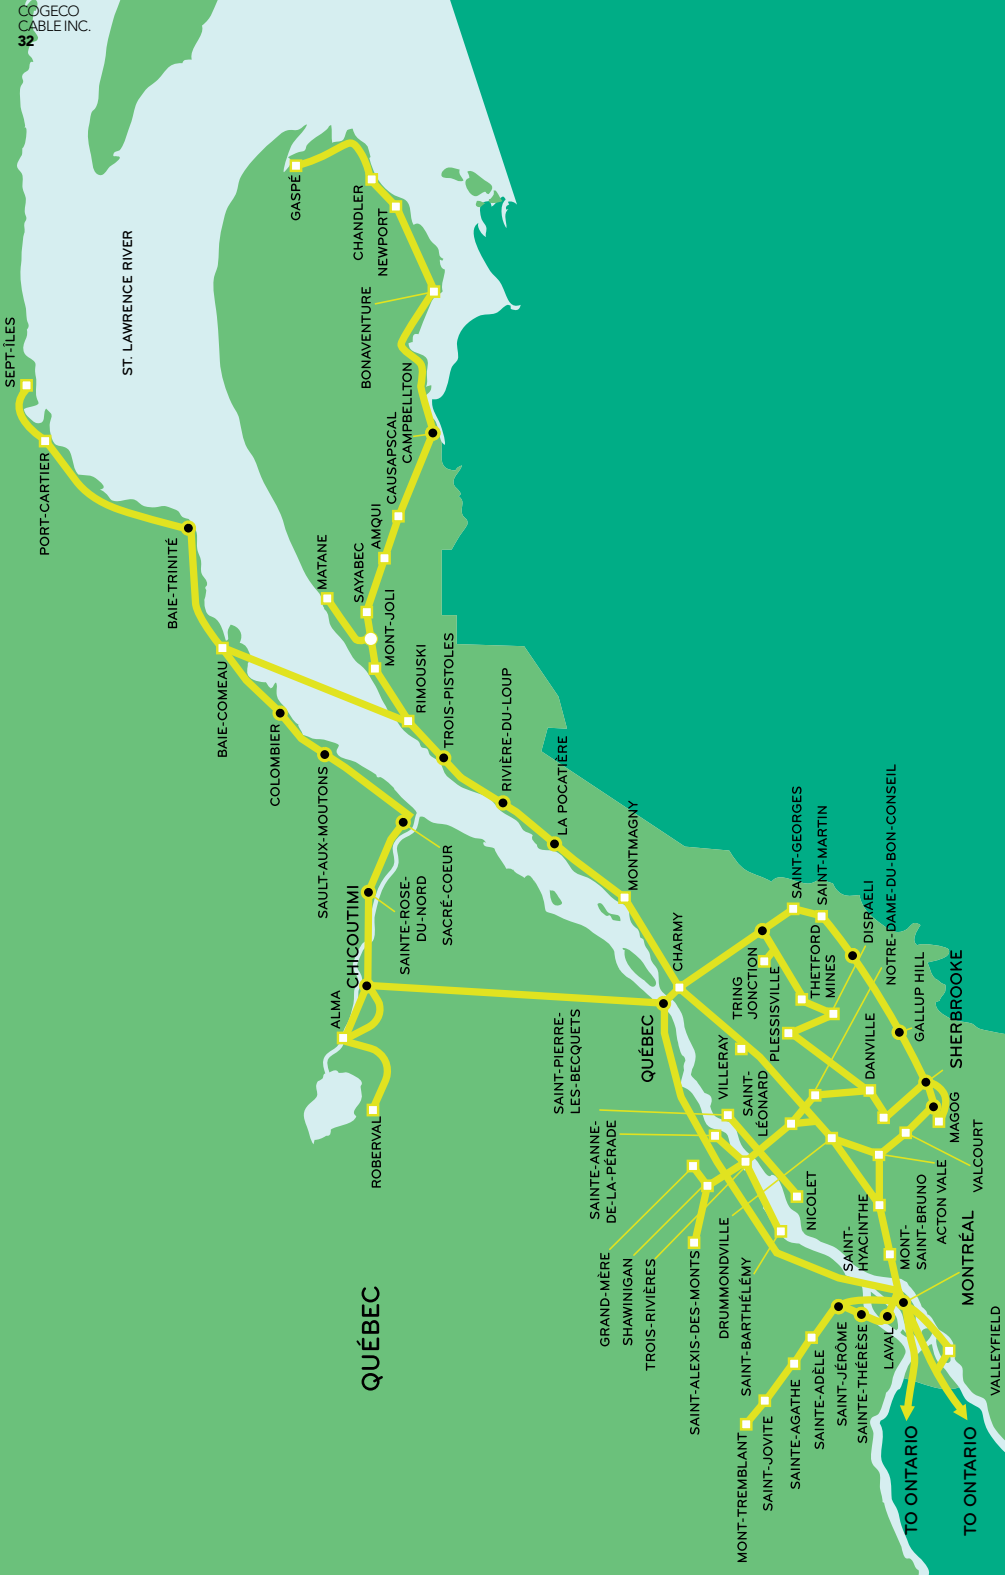 COGECO
CABLE INC.
32
SEPT-ÎLES
ST. LAWRENCE RIVER
PORT-CARTIER
BAIE-TRINITÉ
BAIE-COMEAU
COLOMBIER
SAULT-AUX-MOUTONS
GASPÉ
CHANDLER
NEWPORT
BONAVENTURE
CAMPBELLTON
CAUSAPSCAL
AMQUI
SAYABEC
MATANE
MONT-JOLI
RIMOUSKI
TROIS-PISTOLES
RIVIÈRE-DU-LOUP
LA POCATIÈRE
MONTMAGNY
SACRÉ-COEUR
SAINTE-ROSE-
DU-NORD
CHICOUTIMI
ALMA
ROBERVAL
CHARMY
QUÉBEC
SAINT-GEORGES
SAINT-MARTIN
DISRAELI
NOTRE-DAME-DU-BON-CONSEIL
TRING
JONCTION
THETFORD
MINES
PLESSISVILLE
GALLUP HILL
SHERBROOKE
DANVILLE
MAGOG
VALCOURT
ACTON VALE
SAINT-PIERRE-
LES-BECQUETS
VILLERAY
SAINT-
LÉONARD
SAINTE-ANNE-
DE-LA-PÉRADE
NICOLET
SAINT-
HYACINTHE
MONT-
SAINT-BRUNO
MONTRÉAL
VALLEYFIELD
GRAND-MÈRE
SHAWINIGAN
TROIS-RIVIÈRES
SAINT-ALEXIS-DES-MONTS
DRUMMONDVILLE
SAINT-BARTHÉLÉMY
LAVAL
SAINTE-THÉRÈSE
SAINT-JÉRÔME
SAINTE-ADÈLE
SAINTE-AGATHE
SAINT-JOVITE
MONT-TREMBLANT
QUÉBEC
TO ONTARIO
TO ONTARIO